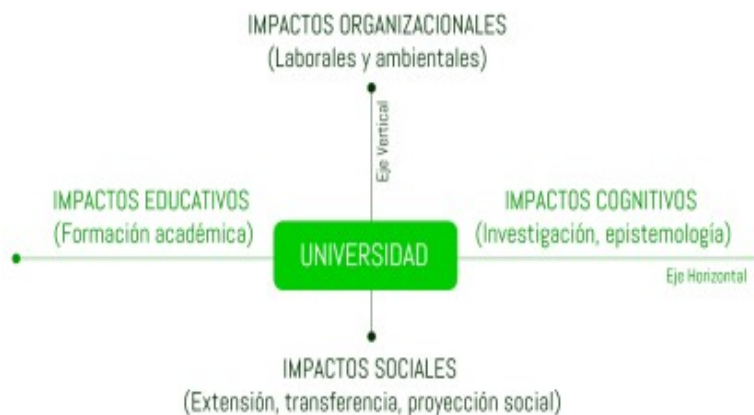 IMPACTOS ORGANIZACIONALES
(Laborales y ambientales)
Eje Vertical
IMPACTOS EDUCATIVOS
(Formación académica)
UNIVERSIDAD
IMPACTOS COGNITIVOS
(Investigación, epistemología)
Eje Horizontal
IMPACTOS SOCIALES
(Extensión, transferencia, proyección social)